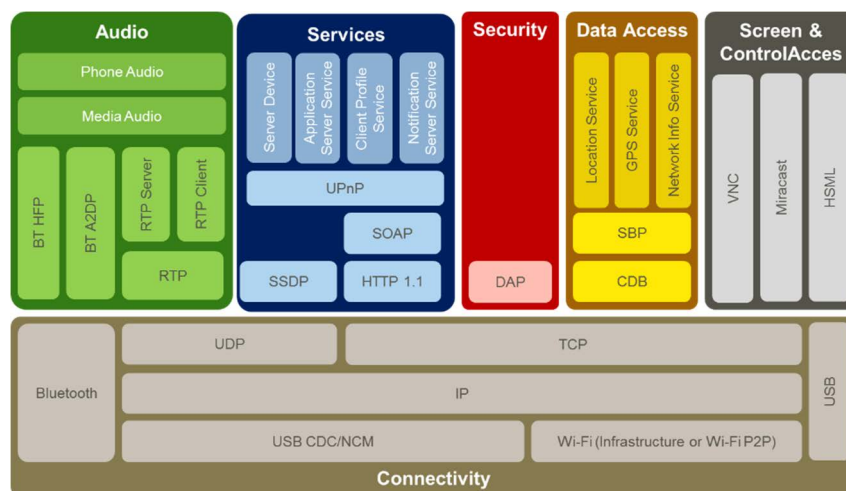 Audio
Phone Audio
Media Audio
BT HFP
BT A2DP
RTP Server
RTP Client
RTP
Services
Server Device
Application
Server Service
Client Profile
Service
Notification
Server Service
UPnP
SOAP
SSDP
HTTP 1.1
Security
DAP
Data Access
Location Service
GPS Service
Network Info Service
SBP
CDB
Screen &
ControlAcces
VNC
Miracast
HSML
Bluetooth
UDP
TCP
IP
USB CDC/NCM
Wi-Fi (Infrastructure or Wi-Fi P2P)
USB
Connectivity